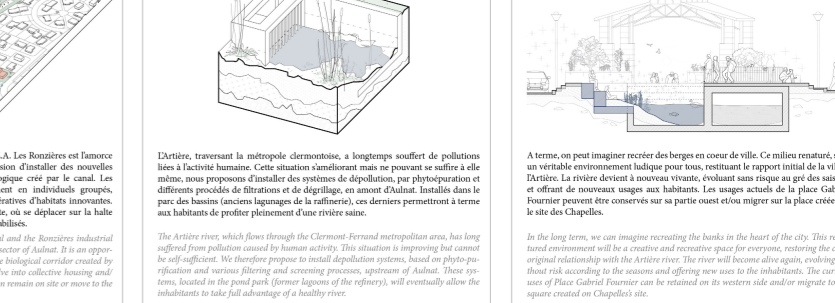 .A. Les Ronzières est l'amorce
sion d'installer des nouvelles
ogique créé par le canal. Les
ent en individuels groupés,
ératives d'habitats innovantes.
te, où se déplacer sur la halte
abilisés.
al and the Ronzières industrial
sector of Aulnat. It is an oppor-
e biological corridor created by
ve into collective housing and/
n remain on site or move to the
L'Artière, traversant la métropole clermontoise, a longtemps souffert de pollutions
liées à l'activité humaine. Cette situation s'améliorant mais ne pouvant se suffire à elle
même, nous proposons d'installer des systèmes de dépollution, par phytoépuration et
différents procédés de filtrations et de dégrillage, en amont d'Aulnat. Installés dans le
parc des bassins (anciens lagunages de la raffinerie), ces derniers permettront à terme
aux habitants de profiter pleinement d'une rivière saine.
The Artière river, which flows through the Clermont-Ferrand metropolitan area, has long
suffered from pollution caused by human activity. This situation is improving but cannot
be self-sufficient. We therefore propose to install depollution systems, based on phyto-pu-
rification and various filtering and screening processes, upstream of Aulnat. These sys-
tems, located in the pond park (former lagoons of the refinery), will eventually allow the
inhabitants to take full advantage of a healthy river.
A terme, on peut imaginer recréer des berges en coeur de ville. Ce milieu renaturé, s
un véritable environnement ludique pour tous, restituant le rapport initial de la vil
l'Artière. La rivière devient à nouveau vivante, évoluant sans risque au gré des sais
et offrant de nouveaux usages aux habitants. Les usages actuels de la place Gab
Fournier peuvent être conservés sur sa partie ouest et/ou migrer sur la place créée
le site des Chapelles.
In the long term, we can imagine recreating the banks in the heart of the city. This re
tured environment will be a creative and recreative space for everyone, restoring the c
original relationship with the Artière river. The river will become alive again, evolving
thout risk according to the seasons and offering new uses to the inhabitants. The cur
uses of Place Gabriel Fournier can be retained on its western side and/or migrate t
square created on Chapelles's site.